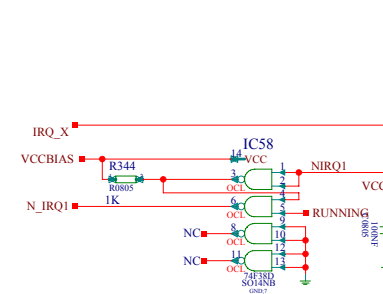 IRQ_X
IC58
14
VCC
VCCBIAS
R344
R0805
1K
3
OCL
1
2
NIRQ1
VCC
N_IRQ1
6
OCL
4
5
RUNNING
C0805
100NF
NC
8
OCL
9
10
NC
11
OCL
12
13
74F38D
SO14NB
GND;7